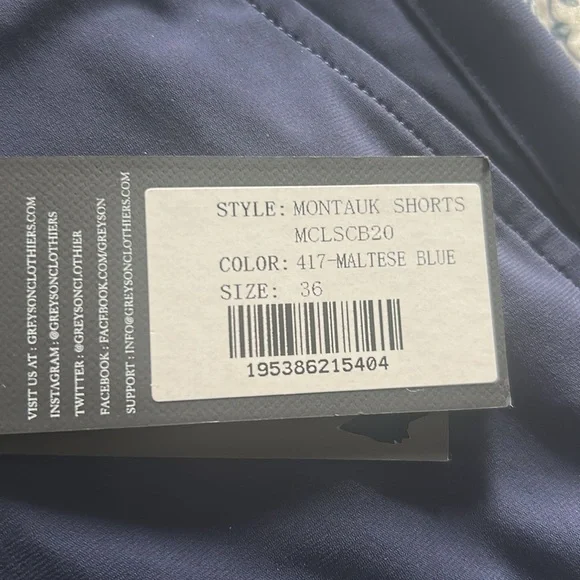 STYLE: MONTAUK SHORTS
MCLSCB20
COLOR: 417-MALTESE BLUE
SIZE: 36
195386215404
VISIT US AT : GREYSONCLOTHIERS.COM
INSTAGRAM : @GREYSONCLOTHIERS
TWITTER : @GREYSONCLOTHIER
FACEBOOK : FACEBOOK.COM/GREYSON
SUPPORT : INFO@GREYSONCLOTHIERS.COM